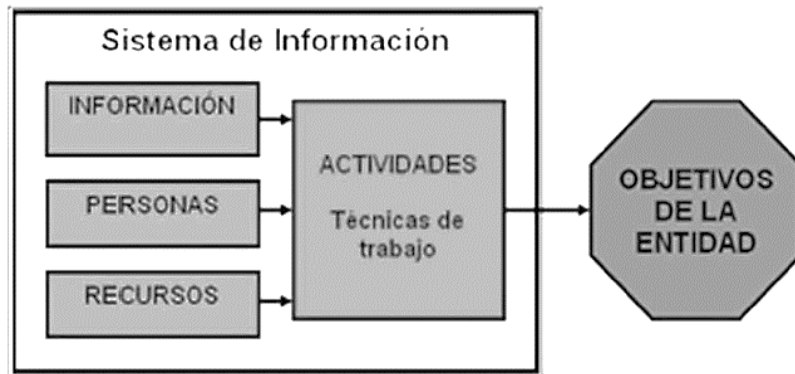 Sistema de Información
INFORMACIÓN
PERSONAS
RECURSOS
ACTIVIDADES
Técnicas de
trabajo
OBJETIVOS
DE LA
ENTIDAD